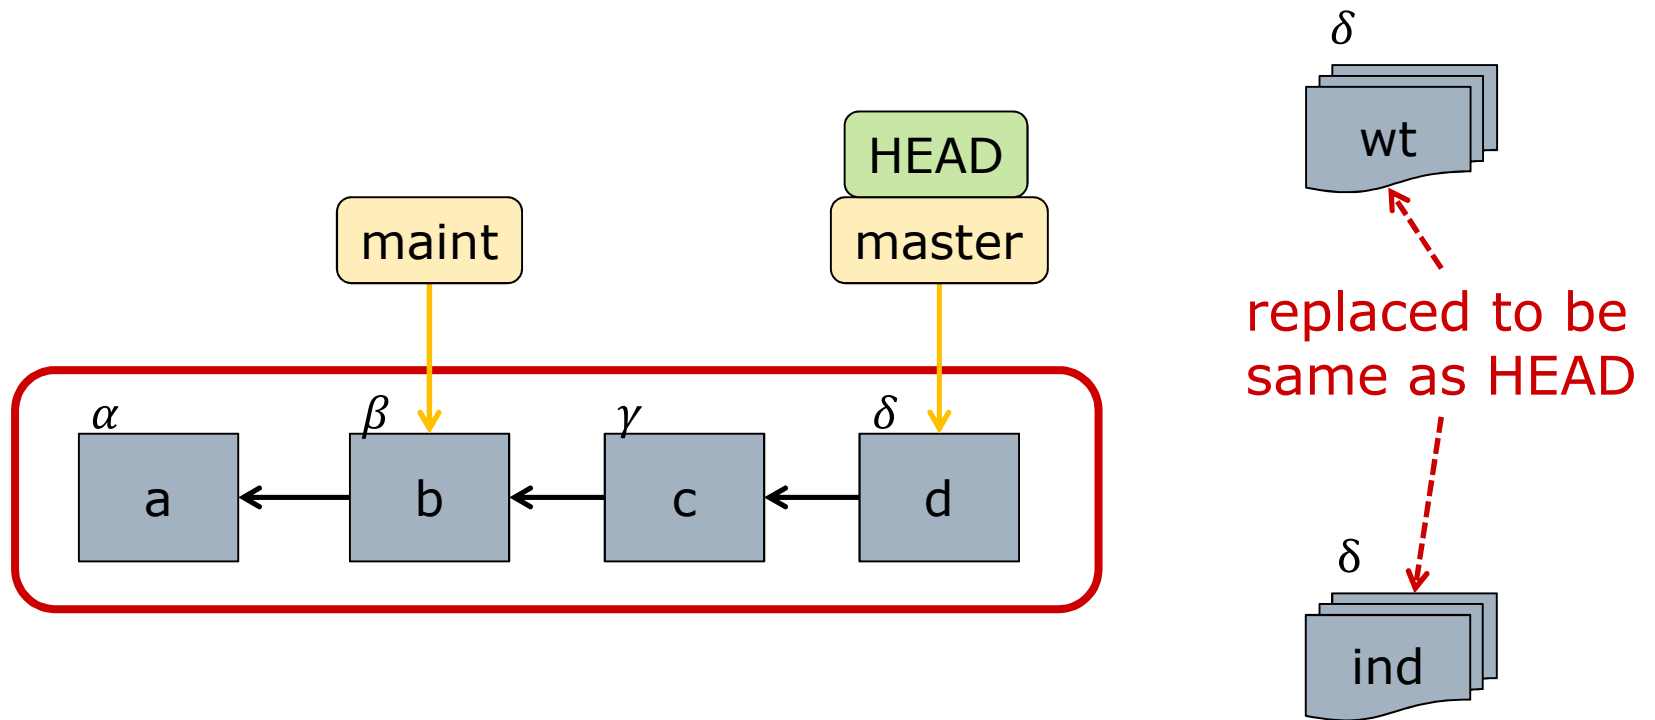 δ
wt
HEAD
maint
master
replaced to be
same as HEAD
α
β
γ
δ
a
b
c
d
δ
ind